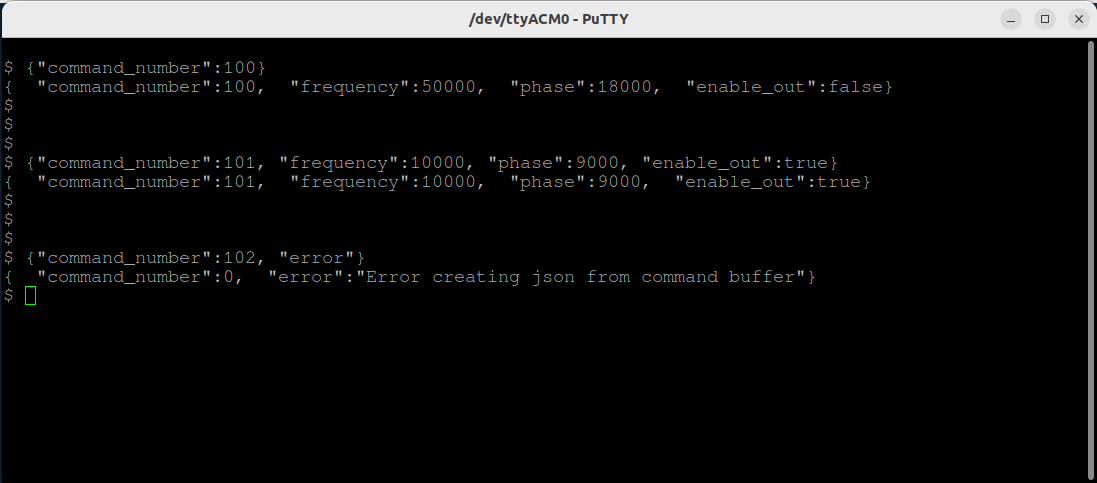 /dev/ttyACM0 - PuTTY
$ {"command_number":100}
{  "command_number":100,  "frequency":50000,  "phase":18000,  "enable_out":false}
$
$
$
$ {"command_number":101, "frequency":10000, "phase":9000, "enable_out":true}
{  "command_number":101,  "frequency":10000,  "phase":9000,  "enable_out":true}
$
$
$
$ {"command_number":102, "error"}
{  "command_number":0,  "error":"Error creating json from command buffer"}
$